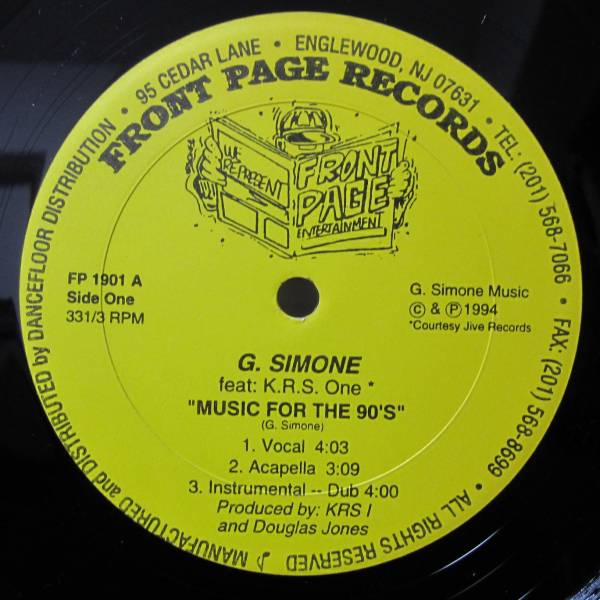 MANUFACTURED and DISTRIBUTED by DANCEFLOOR DISTRIBUTION • 95 CEDAR LANE • ENGLEWOOD, NJ 07631 • TEL: (201) 568-7066 • FAX: (201) 568-8699 • ALL RIGHTS RESERVED
FRONT PAGE RECORDS
WE
REPRESENT
FRONT
PAGE
ENTERTAINMENT
FP 1901 A
Side One
331/3 RPM
G. Simone Music
© & ℗ 1994
*Courtesy Jive Records
G. SIMONE
feat: K.R.S. One *
"MUSIC FOR THE 90'S"
(G. Simone)
1. Vocal 4:03
2. Acapella 3:09
3. Instrumental -- Dub 4:00
Produced by: KRS I
and Douglas Jones